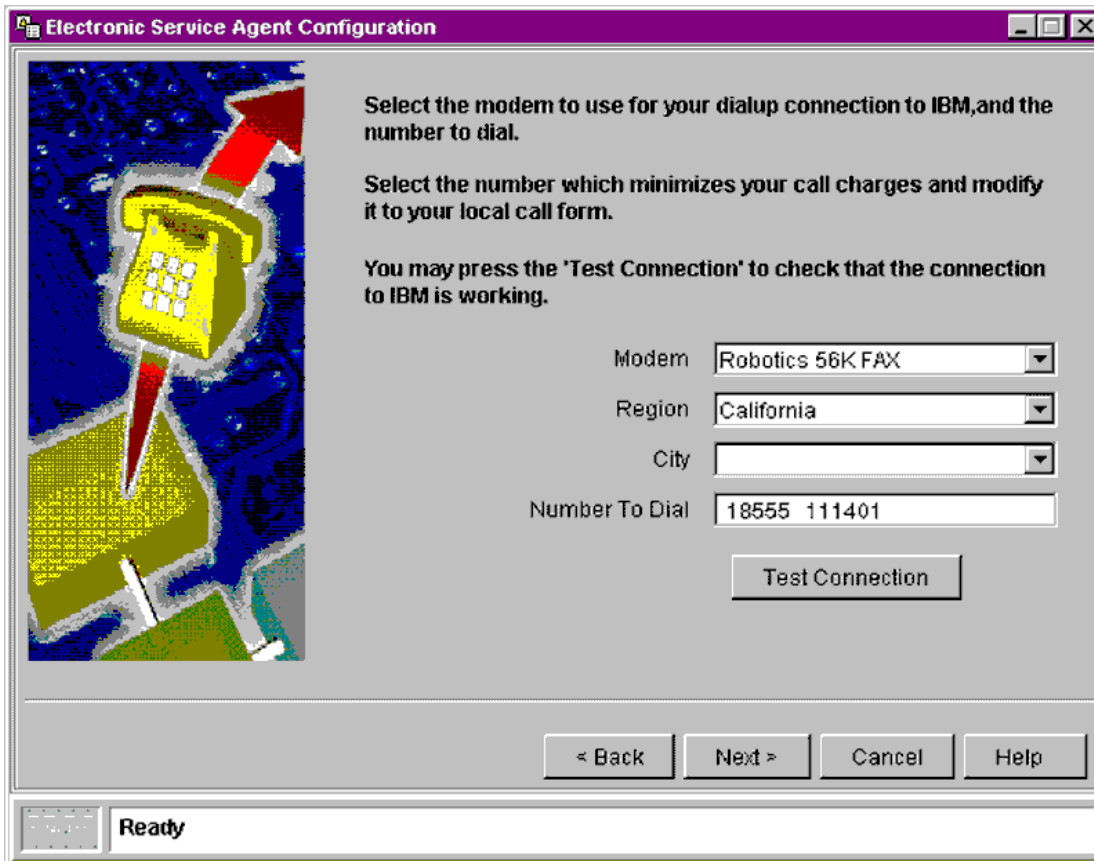 Electronic Service Agent Configuration
Select the modem to use for your dialup connection to IBM,and the
number to dial.
Select the number which minimizes your call charges and modify
it to your local call form.
You may press the 'Test Connection' to check that the connection
to IBM is working.
Modem Robotics 56K FAX
Region California
City
Number To Dial 18555 111401
Test Connection
< Back Next > Cancel Help
Ready